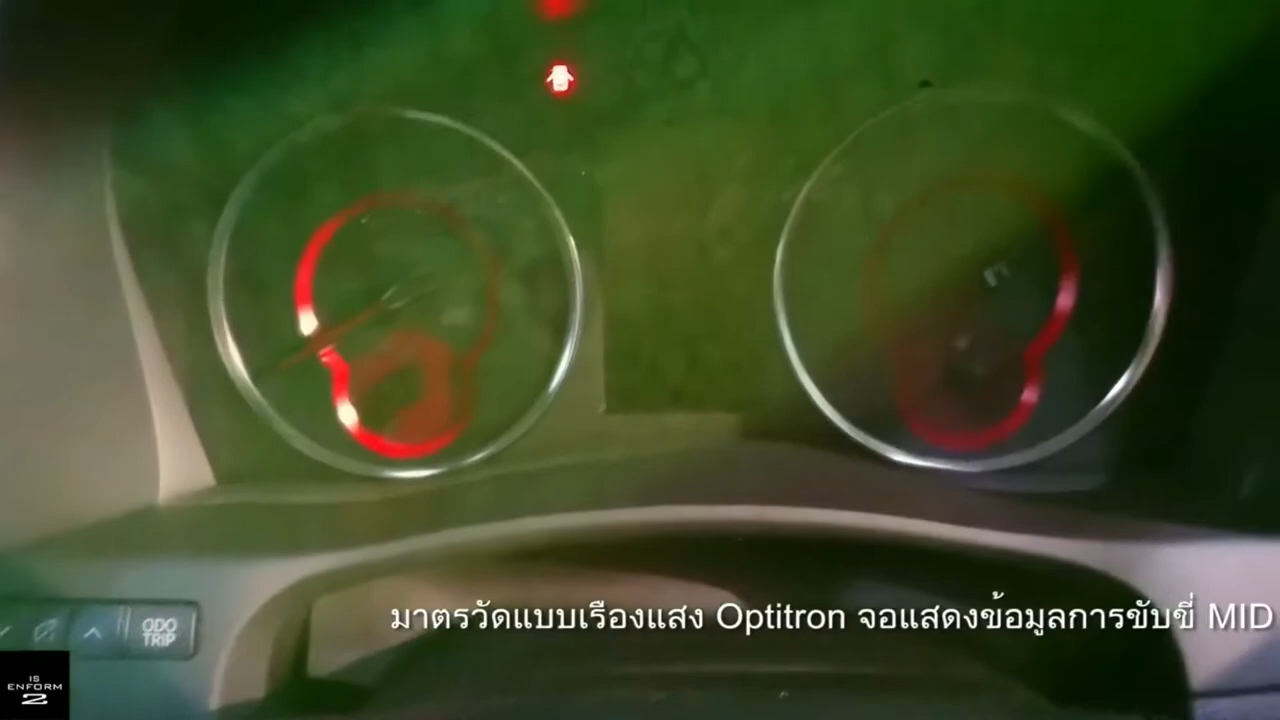 มาตรวัดแบบเรืองแสง Optitron จอแสดงข้อมูลการขับขี่ MID
ODO
TRIP
IS
ENFORM
2